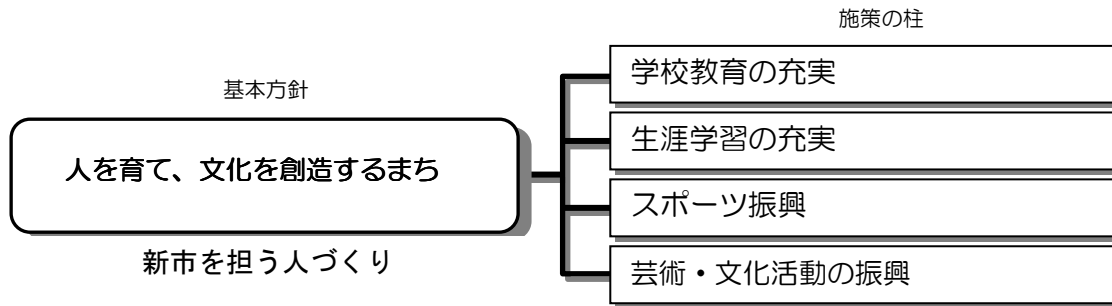 施策の柱
基本方針
人を育て、文化を創造するまち
新市を担う人づくり
学校教育の充実
生涯学習の充実
スポーツ振興
芸術・文化活動の振興